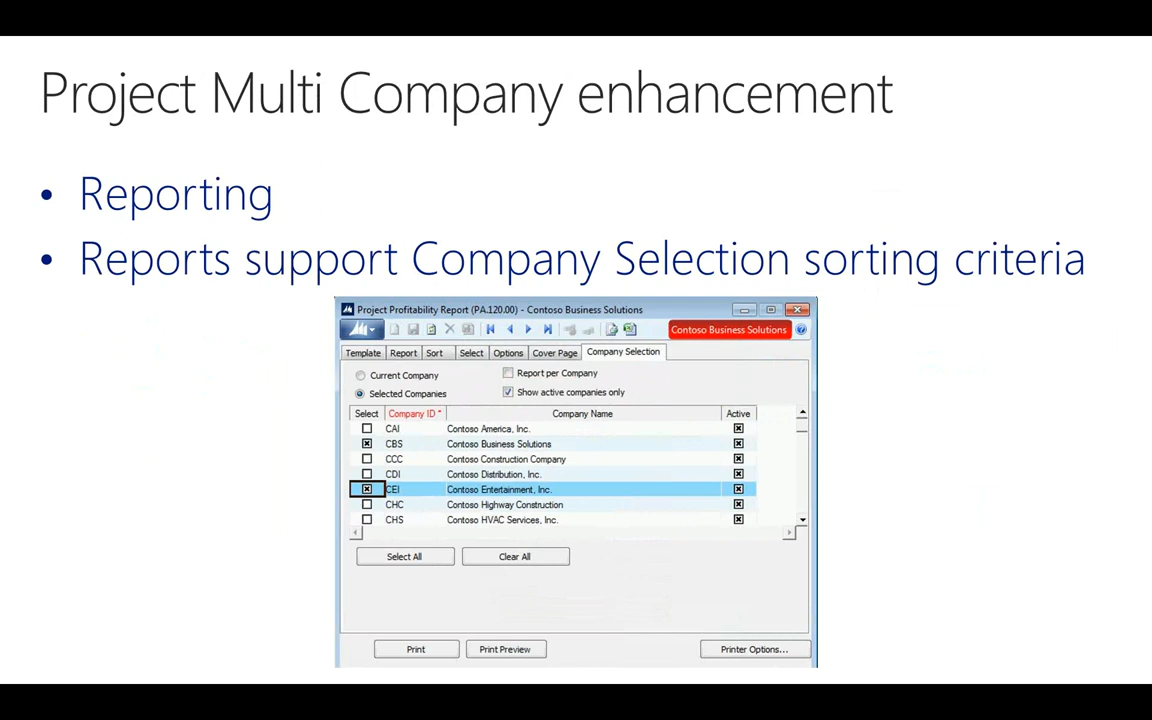 Project Multi Company enhancement
• Reporting
• Reports support Company Selection sorting criteria
Project Profitability Report (PA.120.00) - Contoso Business Solutions
Contoso Business Solutions
Template Report Sort Select Options Cover Page Company Selection
Current Company Report per Company
Selected Companies Show active companies only
Select Company ID Company Name Active
CAI Contoso America, Inc.
CBS Contoso Business Solutions
CCC Contoso Construction Company
CDI Contoso Distribution, Inc.
CEI Contoso Entertainment, Inc.
CHC Contoso Highway Construction
CHS Contoso HVAC Services, Inc.
Select All Clear All
Print Print Preview Printer Options...